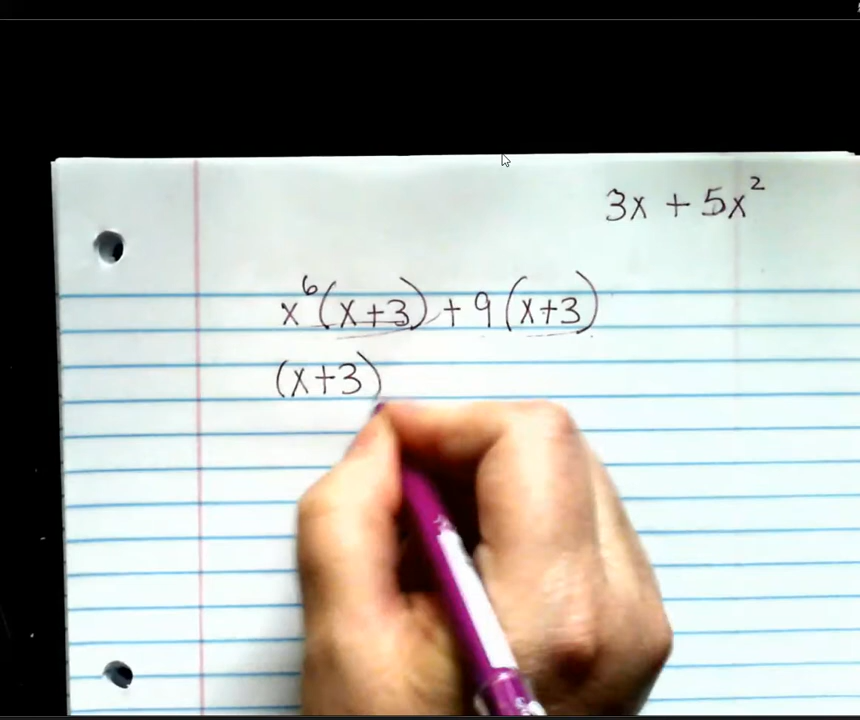 3x + 5x²
x⁶(x+3) + 9(x+3)
(x+3)